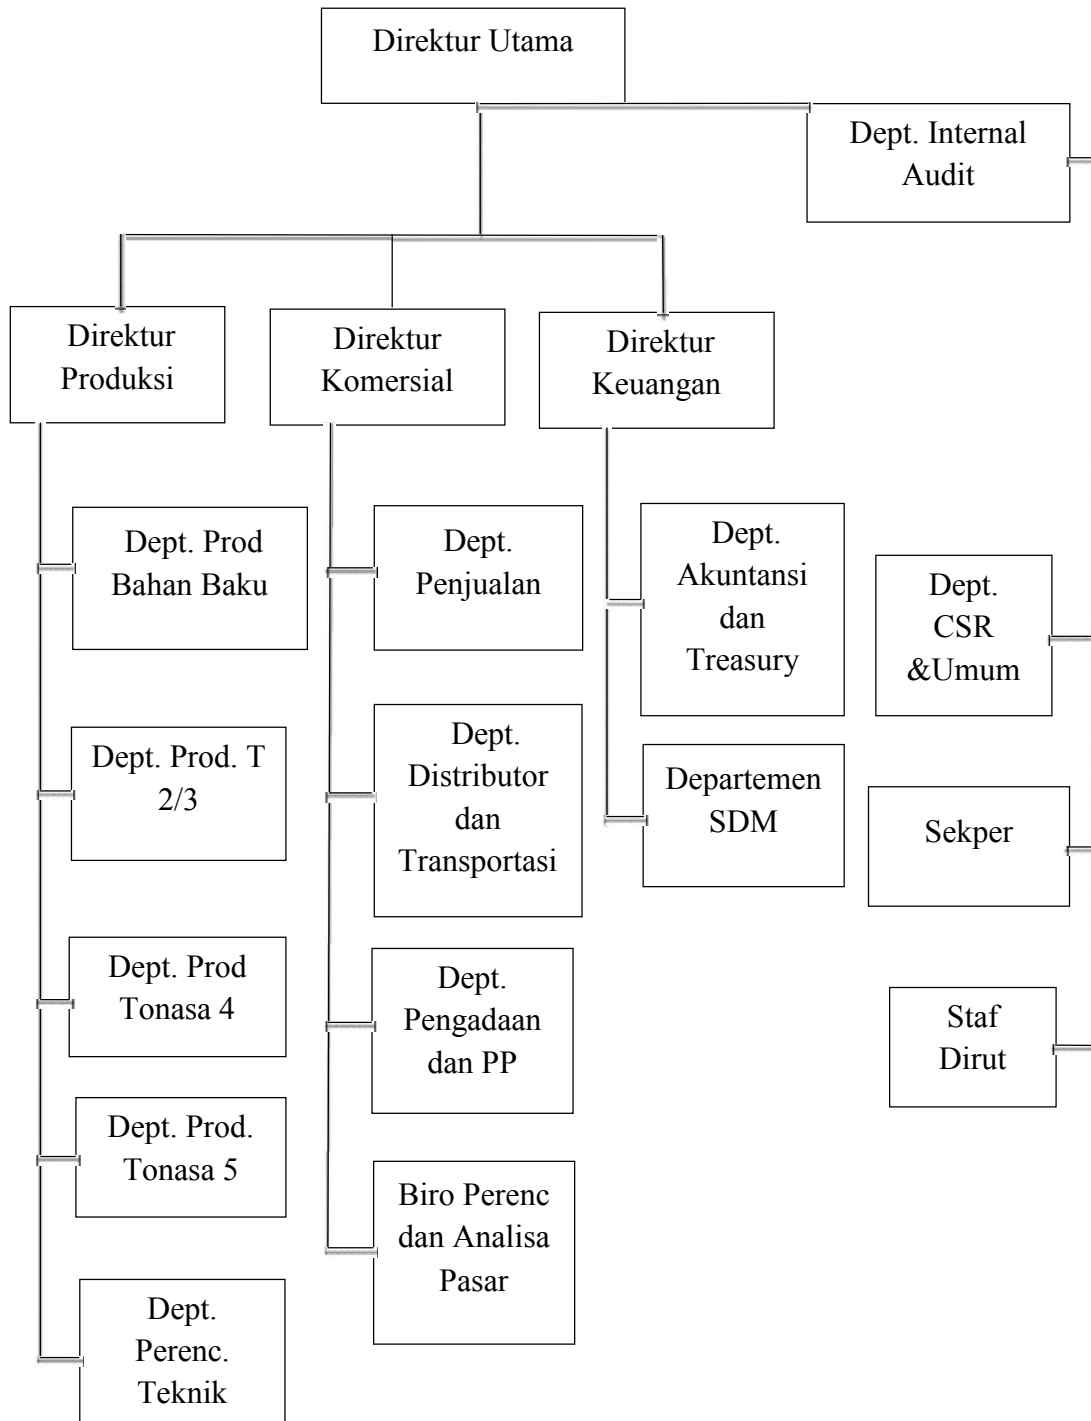 Direktur Utama
Dept. Internal
Audit
Direktur
Produksi
Direktur
Komersial
Direktur
Keuangan
Dept. Prod
Bahan Baku
Dept. Prod. T
2/3
Dept. Prod
Tonasa 4
Dept. Prod.
Tonasa 5
Dept.
Perenc.
Teknik
Dept.
Penjualan
Dept.
Distributor
dan
Transportasi
Dept.
Pengadaan
dan PP
Biro Perenc
dan Analisa
Pasar
Dept.
Akuntansi
dan
Treasury
Departemen
SDM
Dept.
CSR
&Umum
Sekper
Staf
Dirut